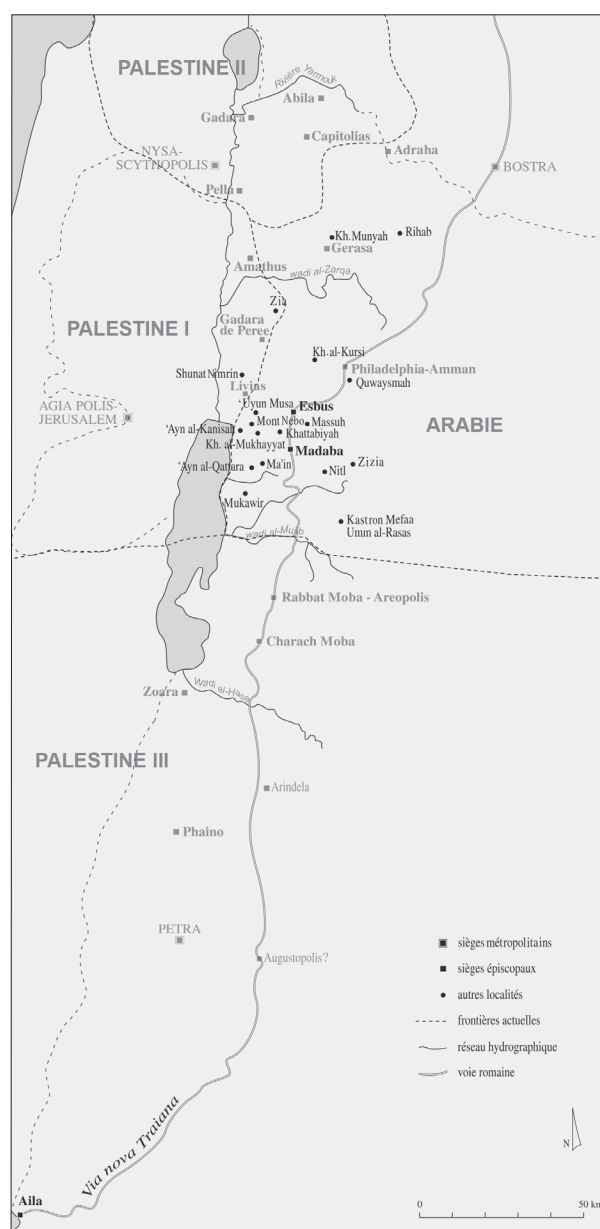 PALESTINE II
Rivière Yarmouk
Abila
Gadara
Capitolias
NYSA-
SCYTHOPOLIS
Adraha
BOSTRA
Pella
Kh. Munyah
Rihab
Gerasa
Amathus
wadi al-Zarqa
Zia
PALESTINE I
Gadara
de Peree
Kh. al-Kursi
Philadelphia-Amman
Shunat Nimrin
Quwaysmah
Livias
AGIA POLIS-
JERUSALEM
'Uyun Musa
Esbus
ARABIE
Mont Nebo
Massuh
'Ayn al-Kanisah
Khattabiyah
Kh. al-Mukhayyat
Madaba
'Ayn al-Qattara
Ma'in
Zizia
Nitl
Mukawir
Kastron Mefaa
Umm al-Rasas
wadi al-Mujib
Rabbat Moba - Areopolis
Charach Moba
Zoara
Wadi al-Hasa
PALESTINE III
Arindela
Phaino
PETRA
Augustopolis ?
sièges métropolitains
sièges épiscopaux
autres localités
frontières actuelles
réseau hydrographique
voie romaine
Via nova Traiana
N
Aila
0 50 km